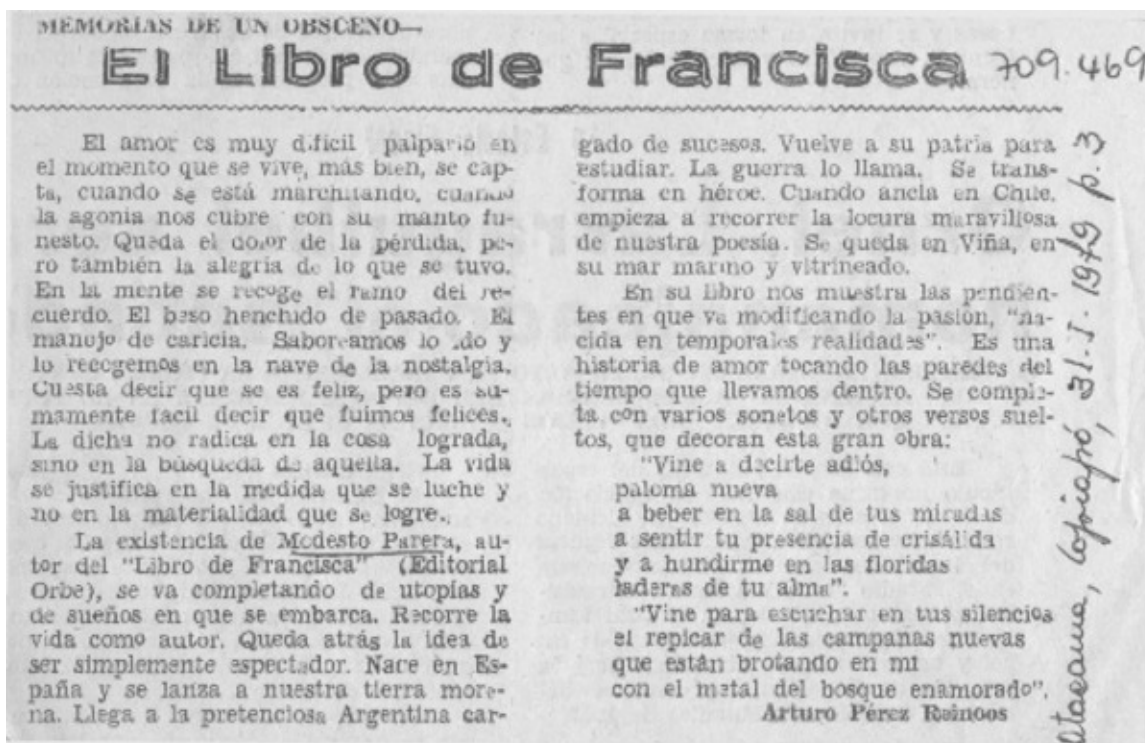 MEMORIAS DE UN OBSCENO—
El Libro de Francisca
709.469
El amor es muy difícil palparlo en
el momento que se vive, más bien, se cap-
ta, cuando se está marchitando, cuando
la agonía nos cubre con su manto fu-
nesto. Queda el dolor de la pérdida, pe-
ro también la alegría de lo que se tuvo.
En la mente se recoge el ramo del re-
cuerdo. El beso henchido de pasado. El
manojo de caricia. Saboreamos lo ido y
lo recogemos en la nave de la nostalgia.
Cuesta decir que se es feliz, pero es su-
mamente facil decir que fuimos felices.
La dicha no radica en la cosa lograda,
sino en la búsqueda de aquella. La vida
se justifica en la medida que se luche y
no en la materialidad que se logre.
La existencia de Modesto Parera, au-
tor del "Libro de Francisca" (Editorial
Orbe), se va completando de utopías y
de sueños en que se embarca. Recorre la
vida como autor. Queda atrás la idea de
ser simplemente espectador. Nace en Es-
paña y se lanza a nuestra tierra more-
na. Llega a la pretenciosa Argentina car-
gado de sucesos. Vuelve a su patria para
estudiar. La guerra lo llama. Se trans-
forma en héroe. Cuando ancla en Chile,
empieza a recorrer la locura maravillosa
de nuestra poesía. Se queda en Viña, en
su mar marino y vitrineado.
En su libro nos muestra las pendien-
tes en que va modificando la pasión, "na-
cida en temporales realidades". Es una
historia de amor tocando las paredes del
tiempo que llevamos dentro. Se comple-
ta, con varios sonetos y otros versos suel-
tos, que decoran esta gran obra:
"Vine a decirte adiós,
paloma nueva
a beber en la sal de tus miradas
a sentir tu presencia de crisálida
y a hundirme en las floridas
laderas de tu alma".
"Vine para escuchar en tus silencios
el repicar de las campanas nuevas
que están brotando en mi
con el metal del bosque enamorado".
Arturo Pérez Reinoos
Atacama, Copiapó, 31.I.1979 p.3